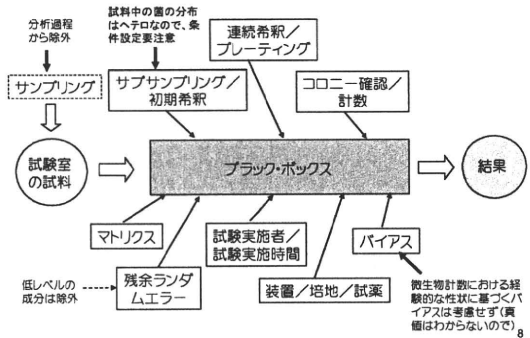 分析過程
から除外
試料中の菌の分布
はヘテロなので、条
件設定要注意
連続希釈／
プレーティング
サンプリング
サブサンプリング／
初期希釈
コロニー確認／
計数
試験室
の試料
ブラック・ボックス
結果
マトリクス
試験実施者／
試験実施時間
バイアス
低レベルの
成分は除外
残余ランダ
ムエラー
装置／培地／試薬
微生物計数における経
験的な性状に基づくバ
イアスは考慮せず（真
値はわからないので）
8